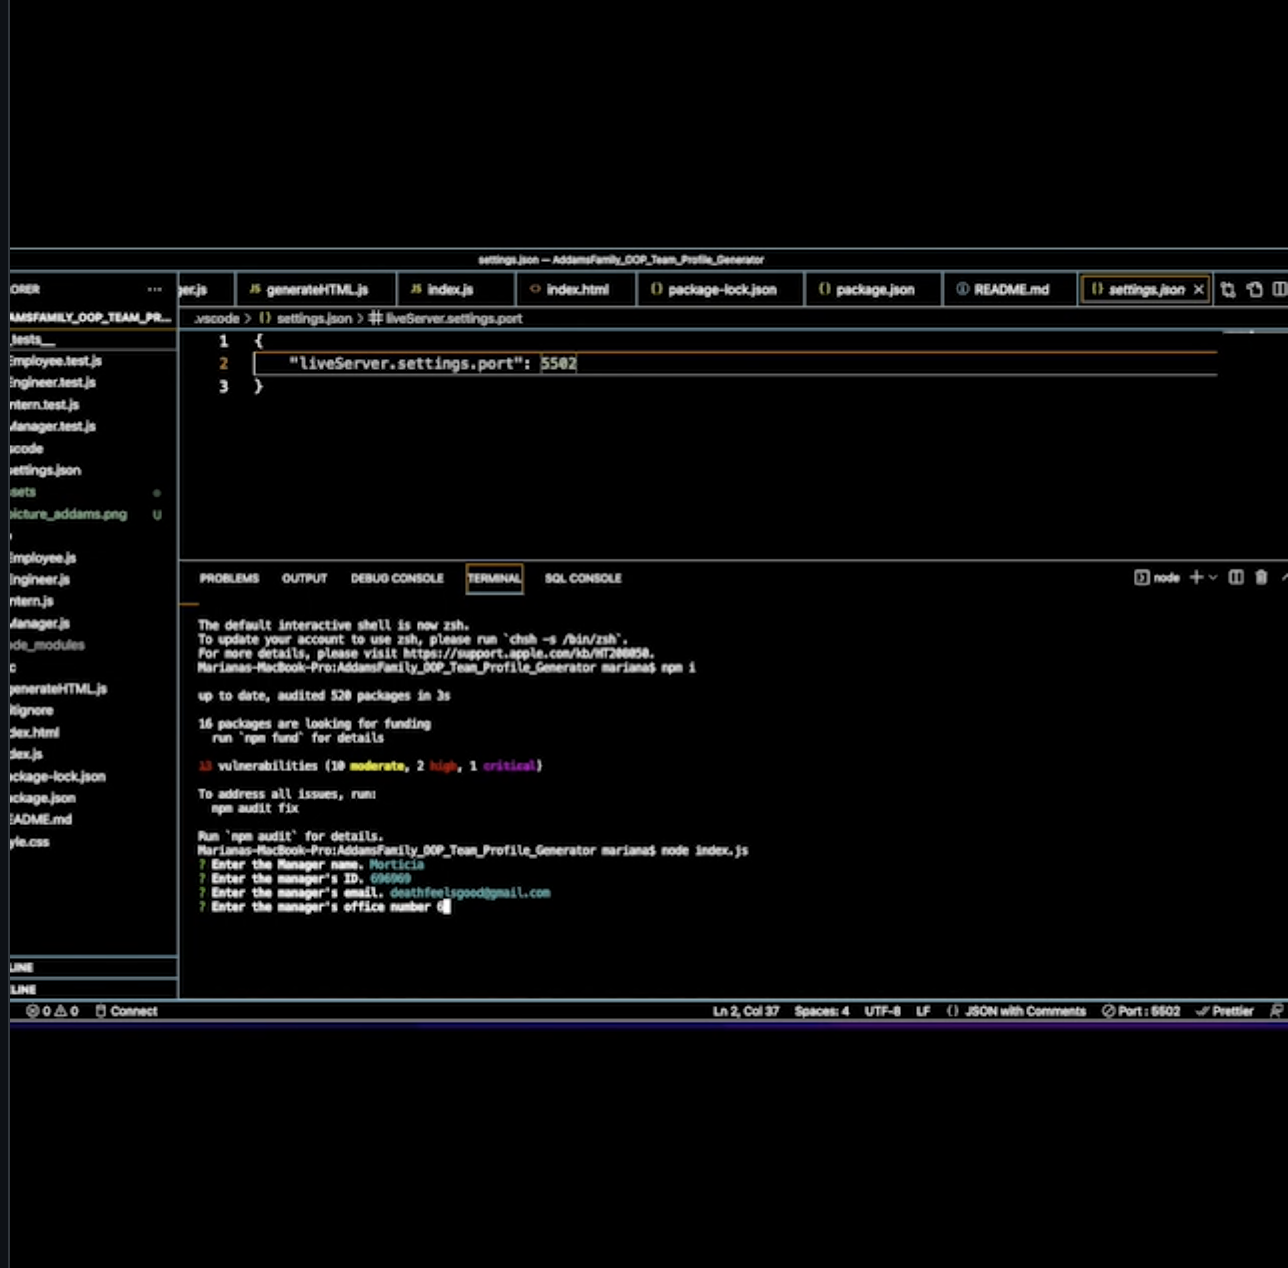 settings.json — AddamsFamily_OOP_Team_Profile_Generator
ORER ...
ger.js
generateHTML.js
index.js
index.html
package-lock.json
package.json
README.md
settings.json
AMSFAMILY_OOP_TEAM_PR...
.vscode > {} settings.json > # liveServer.settings.port
_tests__
Employee.test.js
Engineer.test.js
ntern.test.js
Manager.test.js
scode
settings.json
sets
picture_addams.png U
Employee.js
Engineer.js
ntern.js
Manager.js
de_modules
c
generateHTML.js
itignore
dex.html
dex.js
ackage-lock.json
ackage.json
EADME.md
yle.css
LINE
LINE
1 {
2 "liveServer.settings.port": 5502
3 }
PROBLEMS OUTPUT DEBUG CONSOLE TERMINAL SQL CONSOLE
node
The default interactive shell is now zsh.
To update your account to use zsh, please run `chsh -s /bin/zsh`.
For more details, please visit https://support.apple.com/kb/HT208050.
Marianas-MacBook-Pro:AddamsFamily_OOP_Team_Profile_Generator mariana$ npm i
up to date, audited 520 packages in 3s
16 packages are looking for funding
run `npm fund` for details
13 vulnerabilities (10 moderate, 2 high, 1 critical)
To address all issues, run:
npm audit fix
Run `npm audit` for details.
Marianas-MacBook-Pro:AddamsFamily_OOP_Team_Profile_Generator mariana$ node index.js
? Enter the Manager name. Morticia
? Enter the manager's ID. 696969
? Enter the manager's email. deathfeelsgood@gmail.com
? Enter the manager's office number 6
0 0 Connect
Ln 2, Col 37 Spaces: 4 UTF-8 LF {} JSON with Comments Port : 5502 Prettier